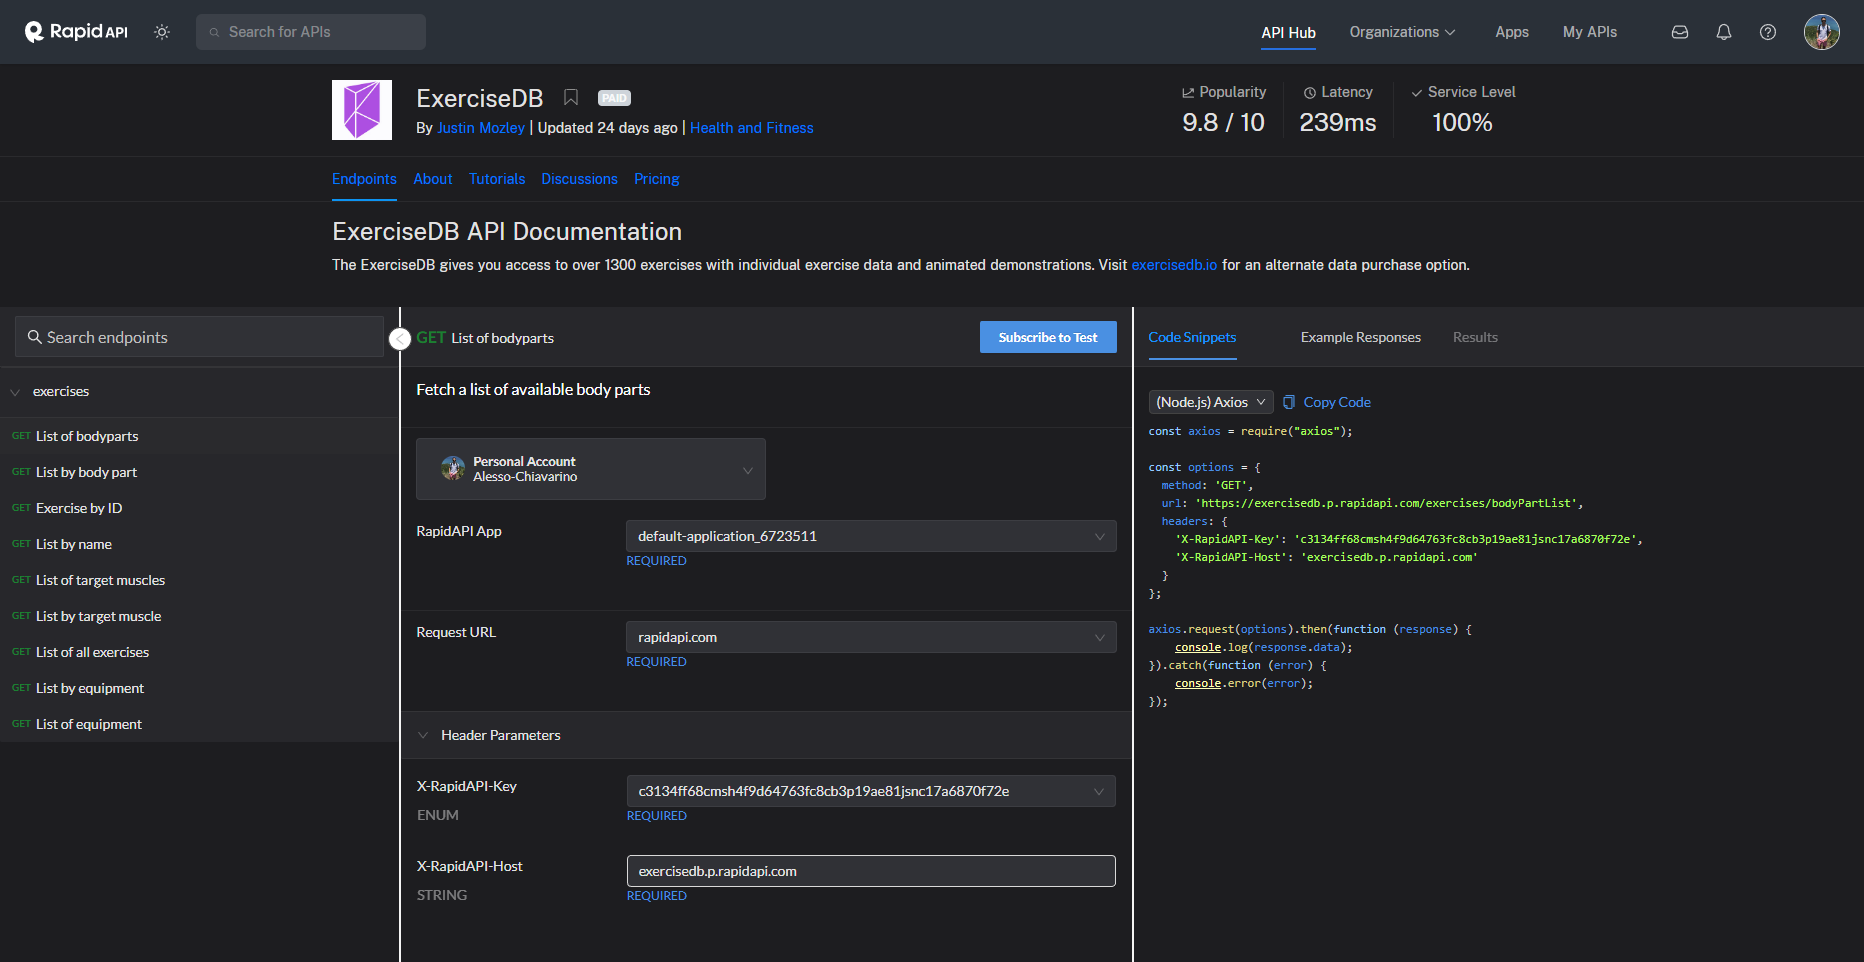 Rapid API
Search for APIs
API Hub
Organizations
Apps
My APIs
ExerciseDB
PAID
By Justin Mozley | Updated 24 days ago | Health and Fitness
Popularity
9.8 / 10
Latency
239ms
Service Level
100%
Endpoints
About
Tutorials
Discussions
Pricing
ExerciseDB API Documentation
The ExerciseDB gives you access to over 1300 exercises with individual exercise data and animated demonstrations. Visit exercisedb.io for an alternate data purchase option.
Search endpoints
exercises
GET List of bodyparts
GET List by body part
GET Exercise by ID
GET List by name
GET List of target muscles
GET List by target muscle
GET List of all exercises
GET List by equipment
GET List of equipment
GET List of bodyparts
Subscribe to Test
Fetch a list of available body parts
Personal Account
Alesso-Chiavarino
RapidAPI App
default-application_6723511
REQUIRED
Request URL
rapidapi.com
REQUIRED
Header Parameters
X-RapidAPI-Key
ENUM
c3134ff68cmsh4f9d64763fc8cb3p19ae81jsnc17a6870f72e
REQUIRED
X-RapidAPI-Host
STRING
exercisedb.p.rapidapi.com
REQUIRED
Code Snippets
Example Responses
Results
(Node.js) Axios
Copy Code
const axios = require("axios");
const options = {
method: 'GET',
url: 'https://exercisedb.p.rapidapi.com/exercises/bodyPartList',
headers: {
'X-RapidAPI-Key': 'c3134ff68cmsh4f9d64763fc8cb3p19ae81jsnc17a6870f72e',
'X-RapidAPI-Host': 'exercisedb.p.rapidapi.com'
}
};
axios.request(options).then(function (response) {
console.log(response.data);
}).catch(function (error) {
console.error(error);
});